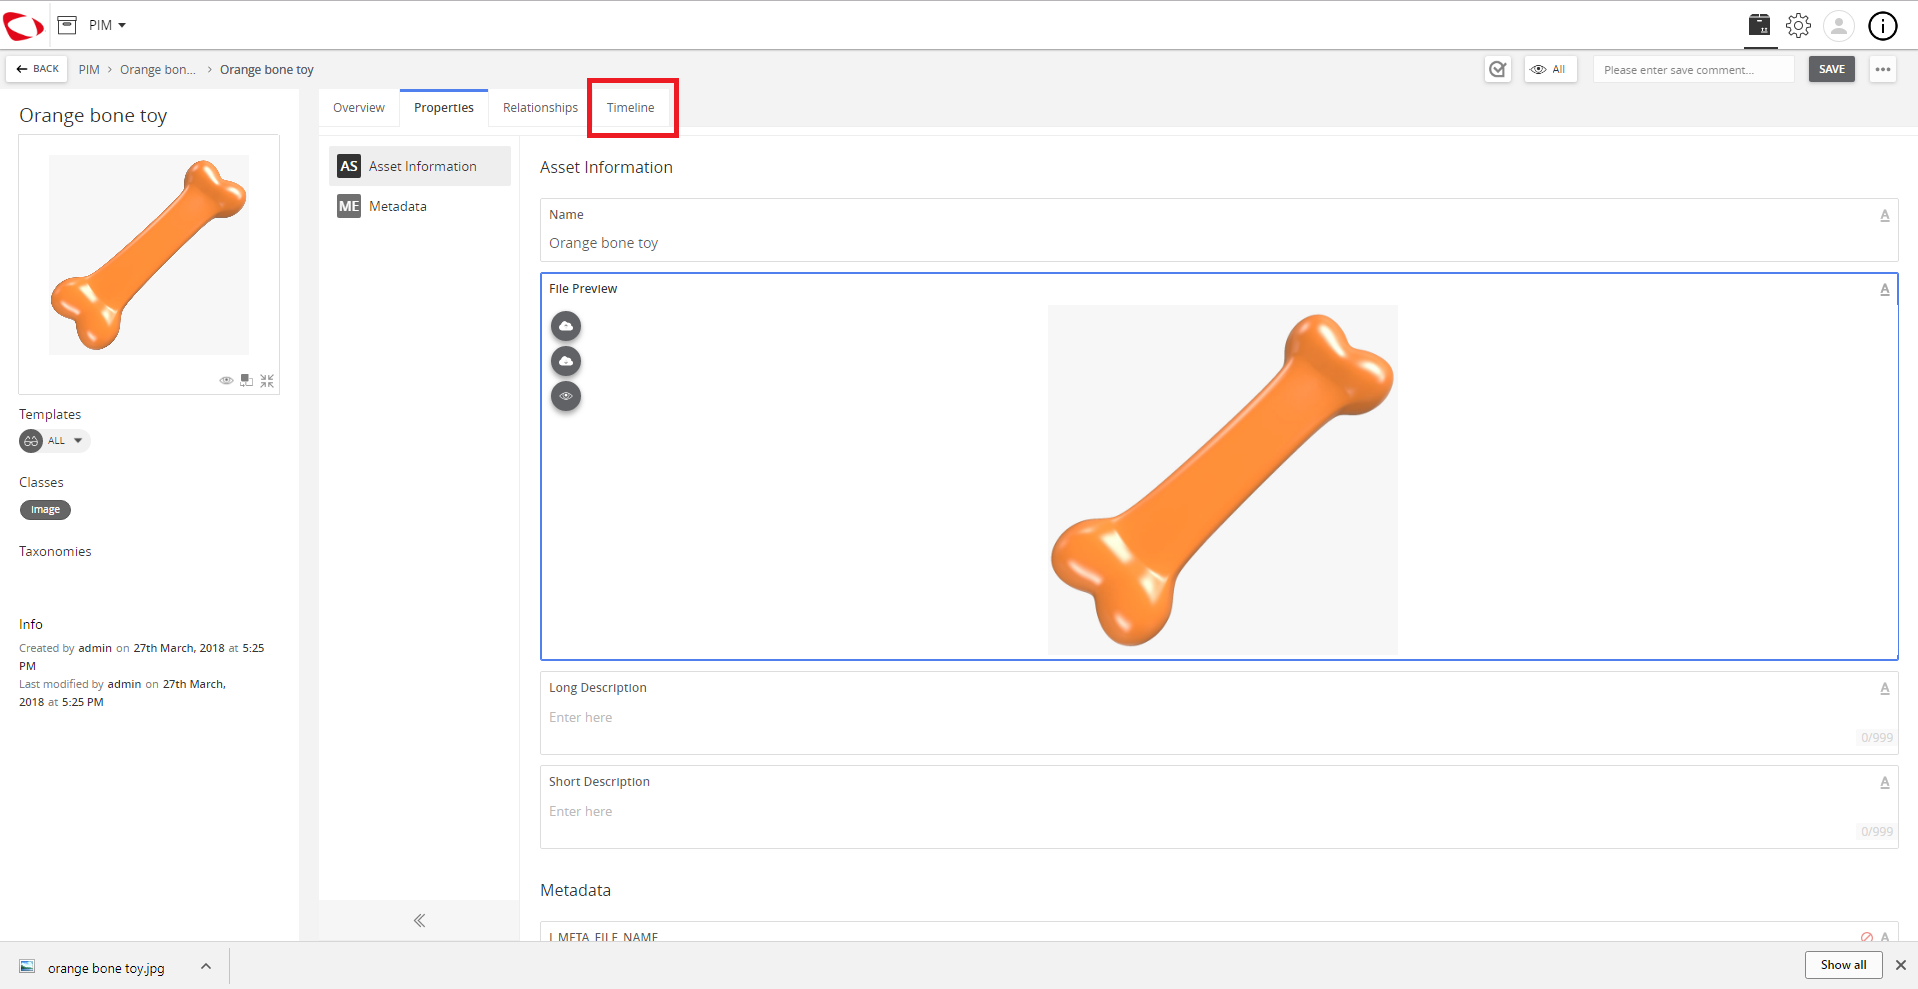 PIM
BACK
PIM > Orange bon... > Orange bone toy
All
Please enter save comment...
SAVE
Orange bone toy
Overview
Properties
Relationships
Timeline
Templates
ALL
Classes
Image
Taxonomies
Info
Created by admin on 27th March, 2018 at 5:25
PM
Last modified by admin on 27th March,
2018 at 5:25 PM
AS Asset Information
ME Metadata
Asset Information
Name
A
Orange bone toy
File Preview
A
Long Description
A
Enter here
0/999
Short Description
A
Enter here
0/999
Metadata
I_META_FILE_NAME
A
orange bone toy.jpg
Show all